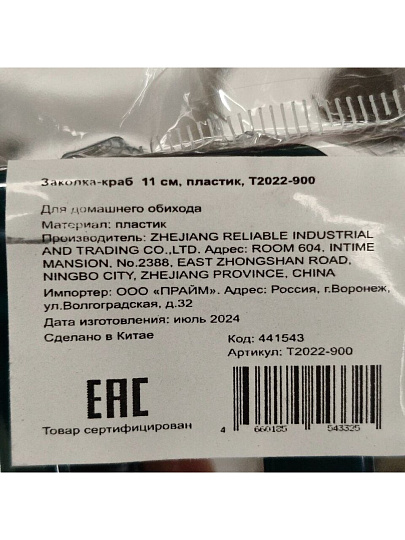 Заколка-краб 11 см, пластик, T2022-900
Для домашнего обихода
Материал: пластик
Производитель: ZHEJIANG RELIABLE INDUSTRIAL
AND TRADING CO.,LTD. Адрес: ROOM 604, INTIME
MANSION, No.2388, EAST ZHONGSHAN ROAD,
NINGBO CITY, ZHEJIANG PROVINCE, CHINA
Импортер: ООО «ПРАЙМ». Адрес: Россия, г.Воронеж,
ул.Волгоградская, д.32
Дата изготовления: июль 2024
Сделано в Китае
Код: 441543
Артикул: T2022-900
EAC
Товар сертифицирован
4 660185 543325